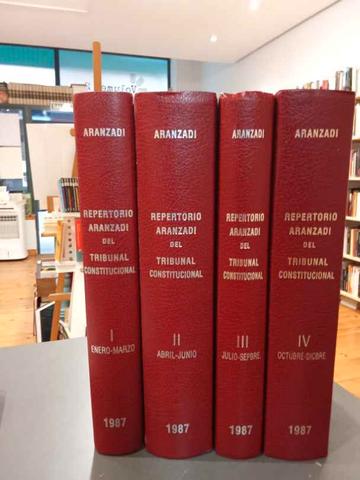 ARANZADI
REPERTORIO
ARANZADI
DEL
TRIBUNAL
CONSTITUCIONAL
I
ENERO-MARZO
1987
ARANZADI
REPERTORIO
ARANZADI
DEL
TRIBUNAL
CONSTITUCIONAL
II
ABRIL-JUNIO
1987
ARANZADI
REPERTORIO
ARANZADI
DEL
TRIBUNAL
CONSTITUCIONAL
III
JULIO-SEPBRE.
1987
ARANZADI
REPERTORIO
ARANZADI
DEL
TRIBUNAL
CONSTITUCIONAL
IV
OCTUBRE-DICBRE
1987